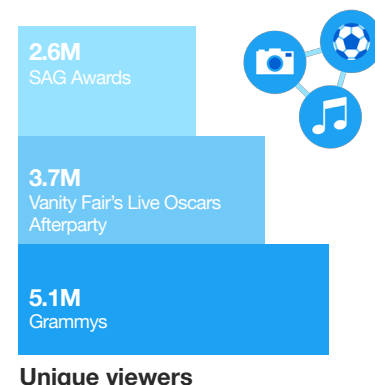 2.6M
SAG Awards
3.7M
Vanity Fair's Live Oscars
Afterparty
5.1M
Grammys
Unique viewers